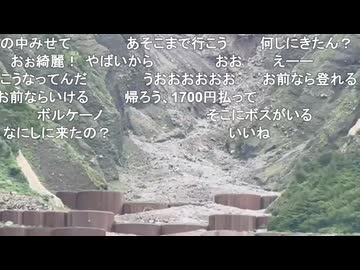 の中みせて　あそこまで行こう　何しにきたん？
おぉ綺麗！　やばいから　おお　えーー
こうなってんだ　うおおおおおお　お前なら登れる
お前ならいける　帰ろう、1700円払って
ボルケーノ　そこにボスがいる
なにしに来たの？　いいね